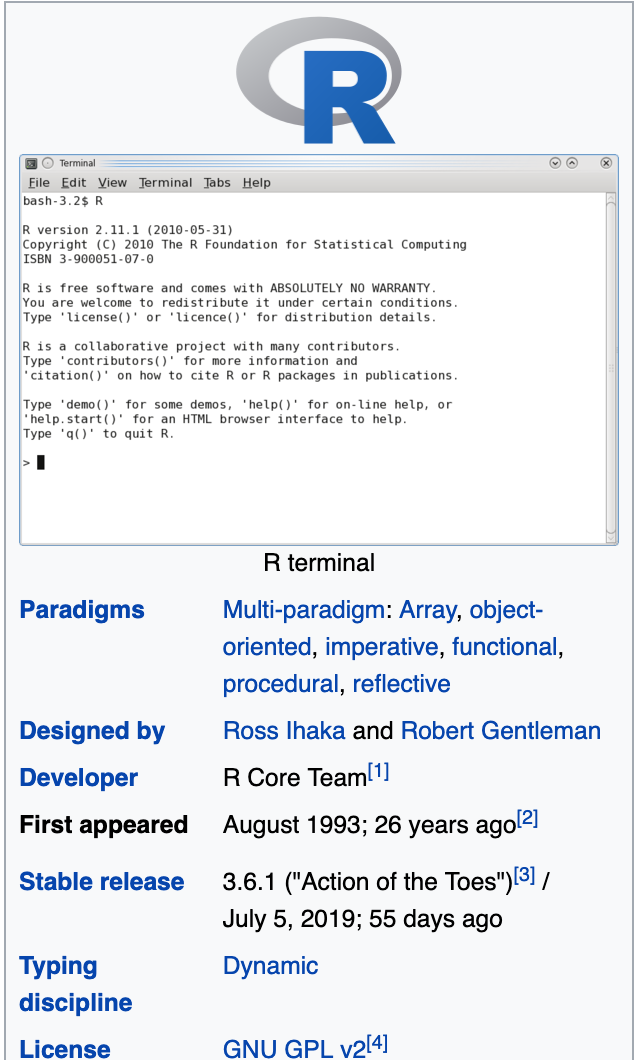 R
Terminal
File Edit View Terminal Tabs Help
bash-3.2$ R
R version 2.11.1 (2010-05-31)
Copyright (C) 2010 The R Foundation for Statistical Computing
ISBN 3-900051-07-0
R is free software and comes with ABSOLUTELY NO WARRANTY.
You are welcome to redistribute it under certain conditions.
Type 'license()' or 'licence()' for distribution details.
R is a collaborative project with many contributors.
Type 'contributors()' for more information and
'citation()' on how to cite R or R packages in publications.
Type 'demo()' for some demos, 'help()' for on-line help, or
'help.start()' for an HTML browser interface to help.
Type 'q()' to quit R.
>
R terminal
Paradigms Multi-paradigm: Array, object-
oriented, imperative, functional,
procedural, reflective
Designed by Ross Ihaka and Robert Gentleman
Developer R Core Team[1]
First appeared August 1993; 26 years ago[2]
Stable release 3.6.1 ("Action of the Toes")[3] /
July 5, 2019; 55 days ago
Typing Dynamic
discipline
License GNU GPL v2[4]